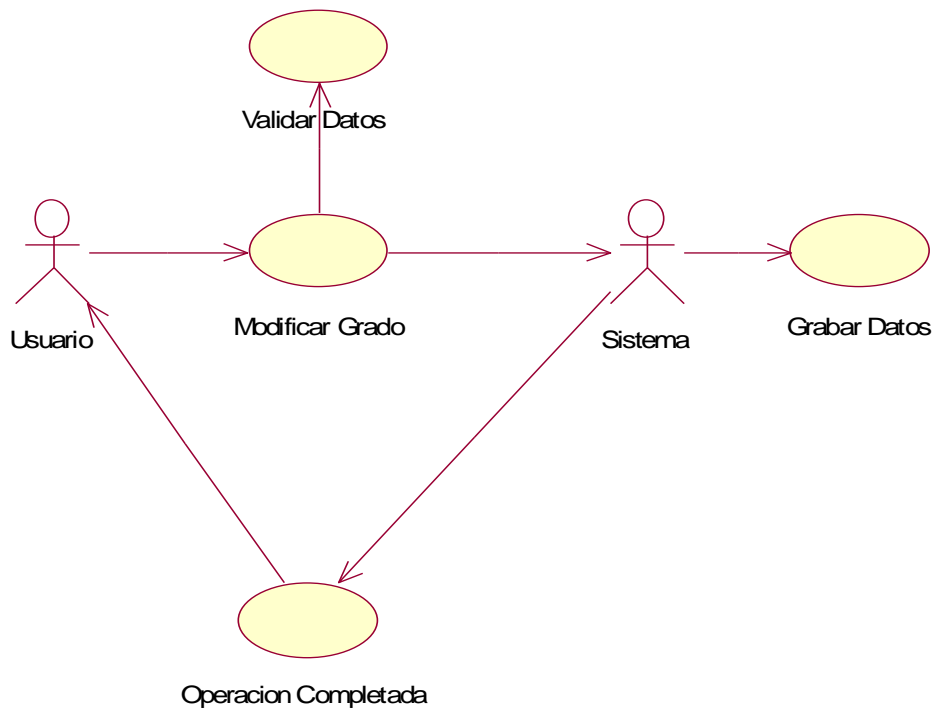 Validar Datos
Usuario
Modificar Grado
Sistema
Grabar Datos
Operacion Completada